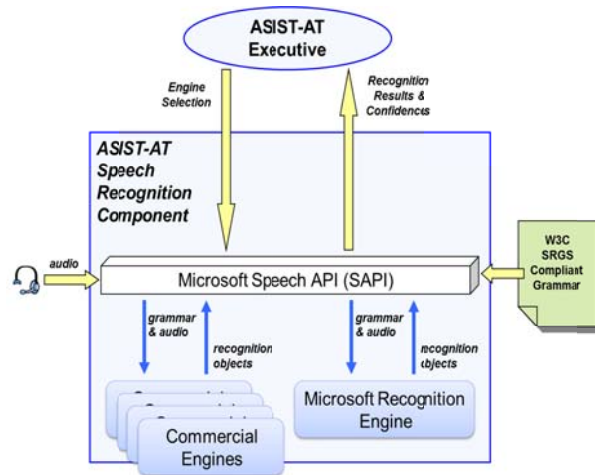 ASIST-AT
Executive
Engine
Selection
Recognition
Results &
Confidences
ASIST-AT
Speech
Recognition
Component
audio
Microsoft Speech API (SAPI)
W3C
SRGS
Compliant
Grammar
grammar
& audio
recognition
objects
grammar
& audio
recognition
objects
Commercial
Engines
Microsoft Recognition
Engine